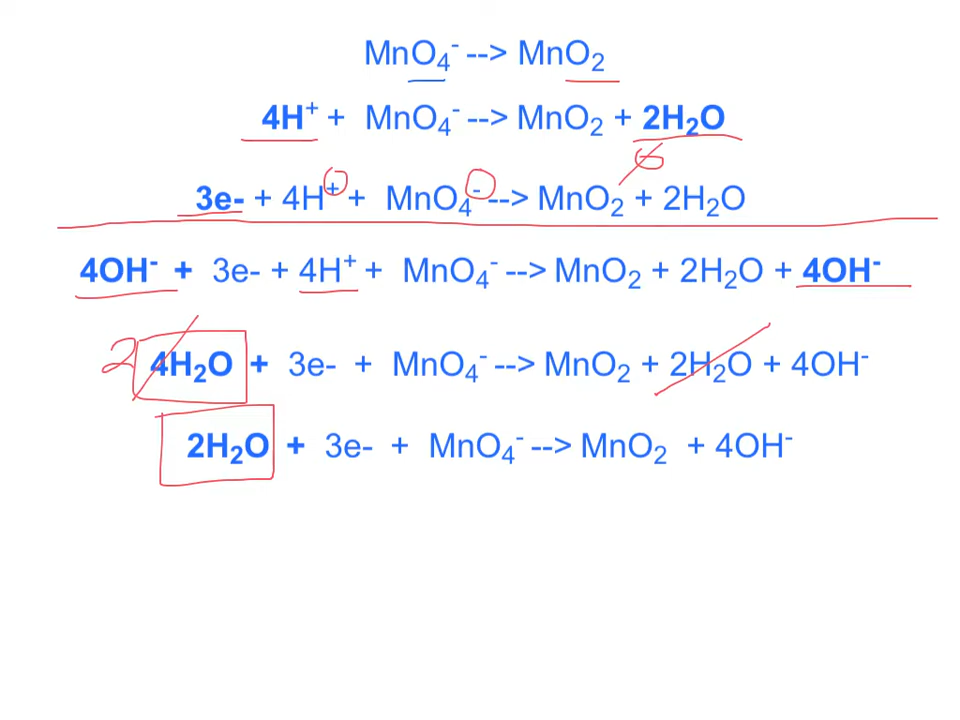 MnO₄⁻ --> MnO₂
4H⁺ + MnO₄⁻ --> MnO₂ + 2H₂O
3e- + 4H⁺ + MnO₄⁻ --> MnO₂ + 2H₂O
4OH⁻ + 3e- + 4H⁺ + MnO₄⁻ --> MnO₂ + 2H₂O + 4OH⁻
2 4H₂O + 3e- + MnO₄⁻ --> MnO₂ + 2H₂O + 4OH⁻
2H₂O + 3e- + MnO₄⁻ --> MnO₂ + 4OH⁻